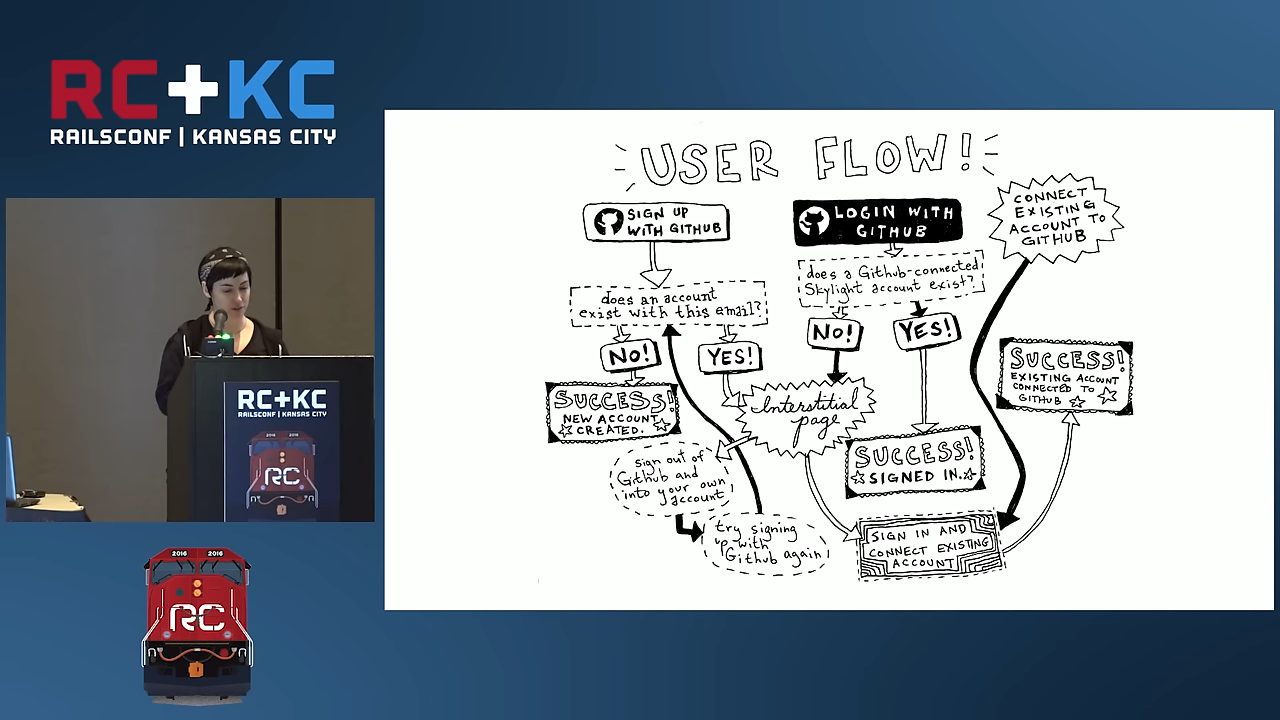 RC+KC
RAILSCONF | KANSAS CITY
USER FLOW!
SIGN UP
WITH GITHUB
LOGIN WITH
GITHUB
CONNECT
EXISTING
ACCOUNT TO
GITHUB
does an account
exist with this email?
does a Github-connected
Skylight account exist?
NO!
YES!
NO!
YES!
SUCCESS!
NEW ACCOUNT
CREATED.
Interstitial
page
SUCCESS!
SIGNED IN.
SUCCESS!
EXISTING ACCOUNT
CONNECTED TO
GITHUB
sign out of
Github and
into your own
account
try signing
up with
Github again
SIGN IN AND
CONNECT EXISTING
ACCOUNT
RC+KC
RAILSCONF | KANSAS CITY
RC
2016 2016
RC